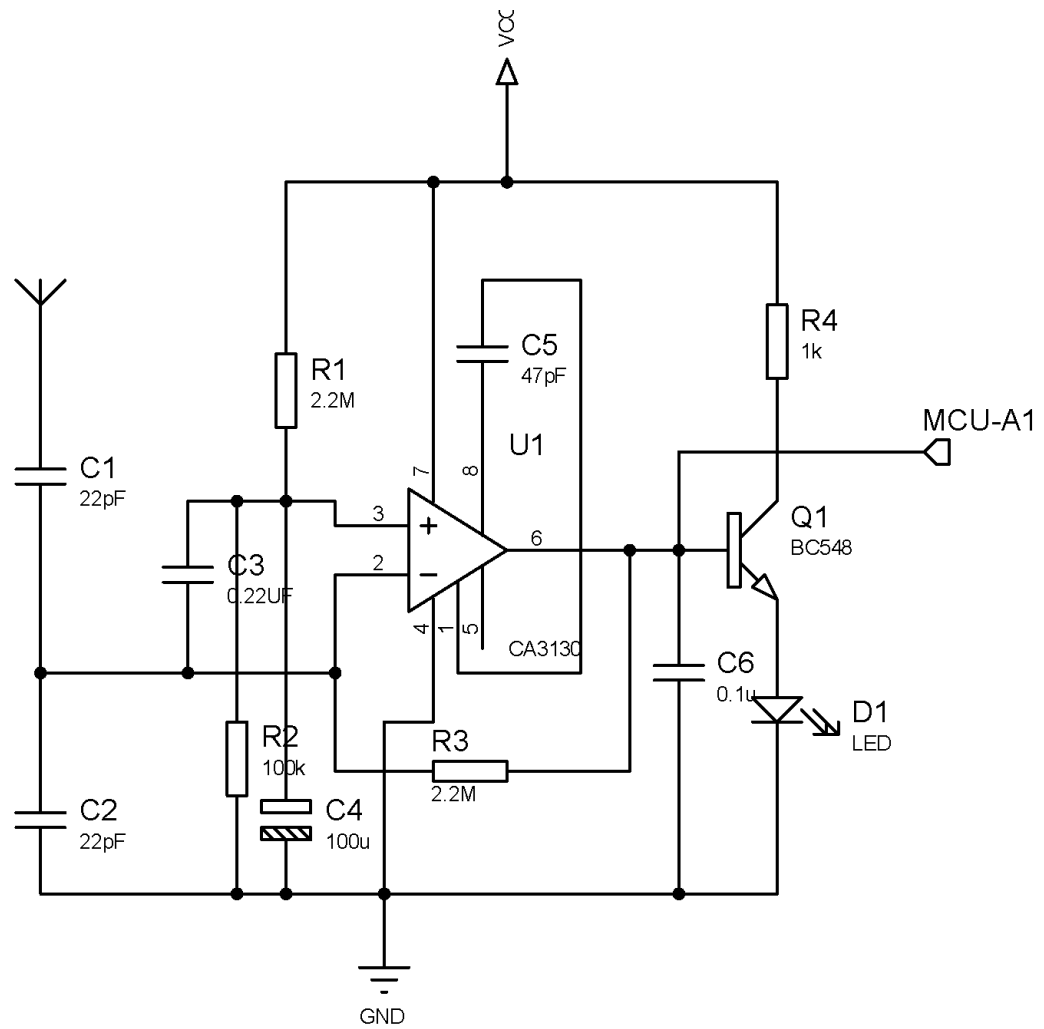 VCC
R4
1k
C5
47pF
R1
2.2M
MCU-A1
U1
C1
22pF
7
8
3
+
6
Q1
BC548
2
−
C3
0.22UF
4
1
5
CA3130
C6
0.1u
D1
LED
R2
100k
R3
2.2M
C2
22pF
C4
100u
GND